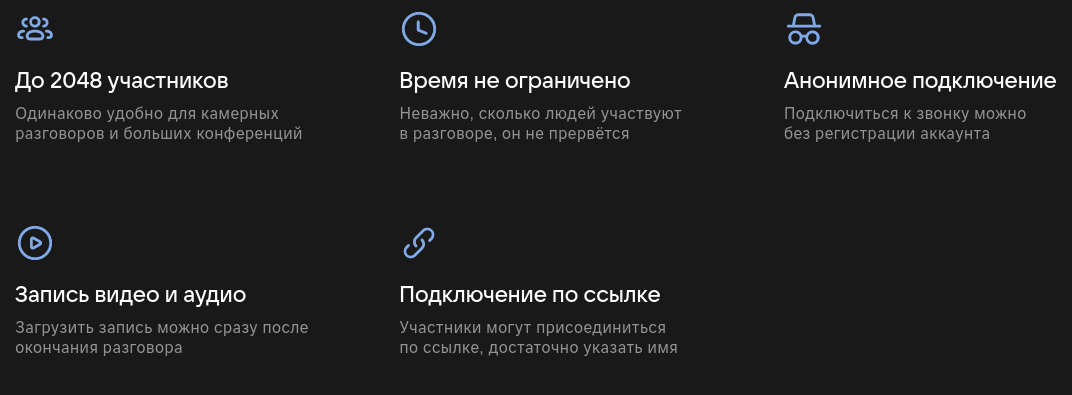 До 2048 участников
Одинаково удобно для камерных
разговоров и больших конференций
Время не ограничено
Неважно, сколько людей участвуют
в разговоре, он не прервётся
Анонимное подключение
Подключиться к звонку можно
без регистрации аккаунта
Запись видео и аудио
Загрузить запись можно сразу после
окончания разговора
Подключение по ссылке
Участники могут присоединиться
по ссылке, достаточно указать имя